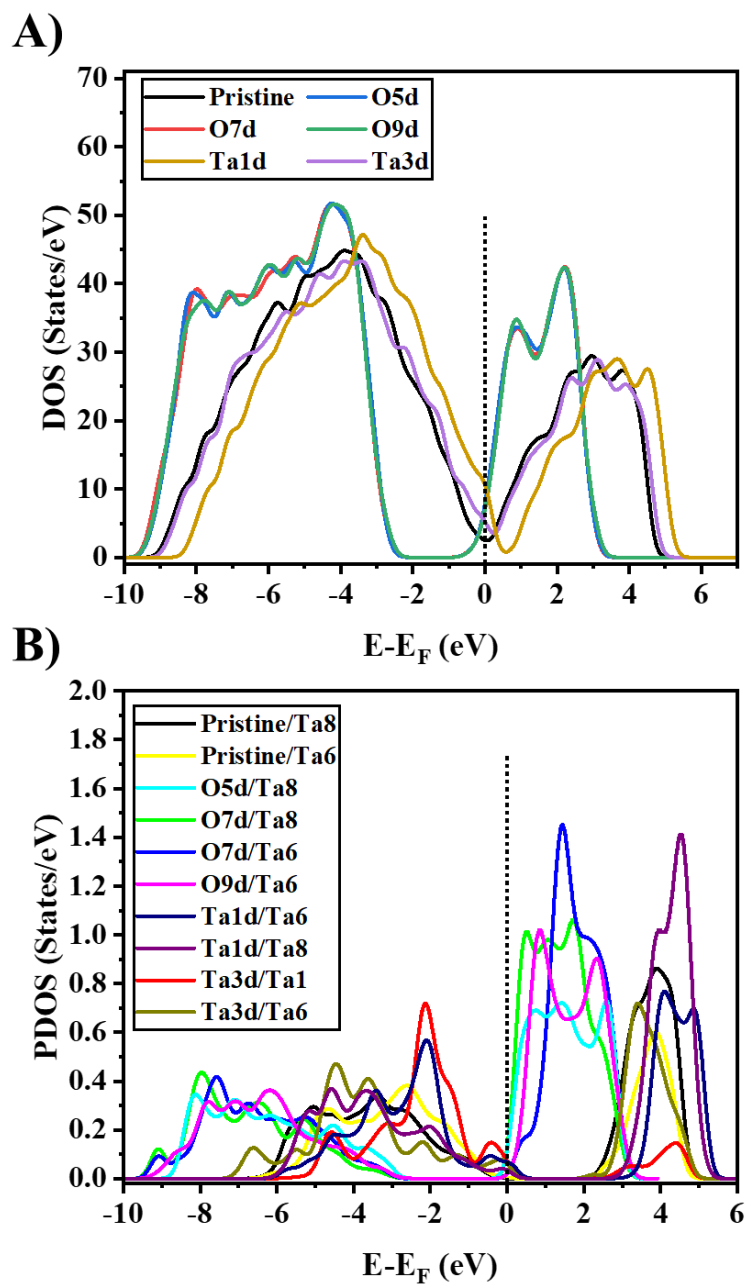 A)
70
60
50
40
30
20
10
0
DOS (States/eV)
Pristine O5d
O7d O9d
Ta1d Ta3d
-10 -8 -6 -4 -2 0 2 4 6
E-E_F (eV)
B)
2.0
1.8
1.6
1.4
1.2
1.0
0.8
0.6
0.4
0.2
0.0
PDOS (States/eV)
Pristine/Ta8
Pristine/Ta6
O5d/Ta8
O7d/Ta8
O7d/Ta6
O9d/Ta6
Ta1d/Ta6
Ta1d/Ta8
Ta3d/Ta1
Ta3d/Ta6
-10 -8 -6 -4 -2 0 2 4 6
E-E_F (eV)